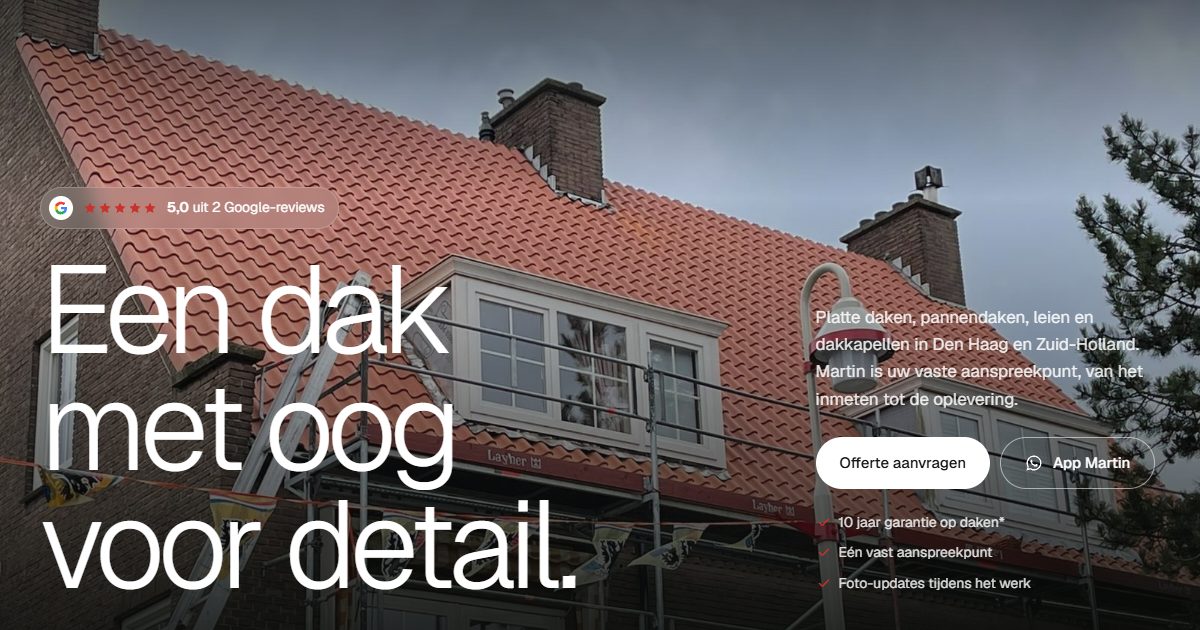 5,0 uit 2 Google-reviews
Een dak
met oog
voor detail.
Platte daken, pannendaken, leien en
dakkapellen in Den Haag en Zuid-Holland.
Martin is uw vaste aanspreekpunt, van het
inmeten tot de oplevering.
Offerte aanvragen
App Martin
10 jaar garantie op daken*
Eén vast aanspreekpunt
Foto-updates tijdens het werk
Layher
Layher